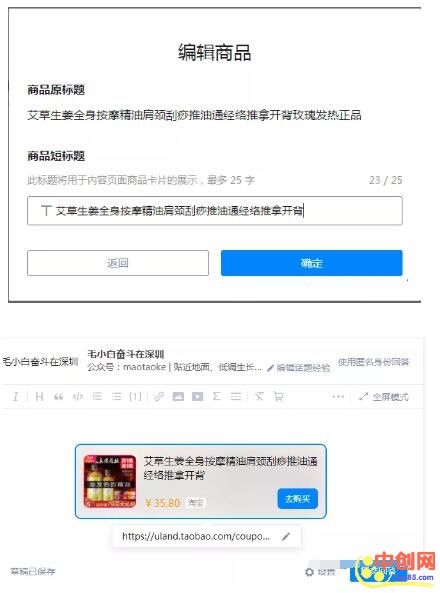 编辑商品
商品原标题
艾草生姜全身按摩精油肩颈刮痧推油通经络推拿开背玫瑰发热正品
商品短标题
此标题将用于内容页面商品卡片的展示，最多 25 字
23 / 25
艾草生姜全身按摩精油肩颈刮痧推油通经络推拿开背
返回
确定
毛小白奋斗在深圳
毛小白奋斗在深圳
公众号：maotaoke | 贴近地面、低调生长...
编辑话题经验
使用匿名身份回答
全屏模式
艾草生姜全身按摩精油肩颈刮痧推油通
经络推拿开背
¥35.80
淘宝
去购买
https://uland.taobao.com/coupo...
草稿已保存
设置
中创网